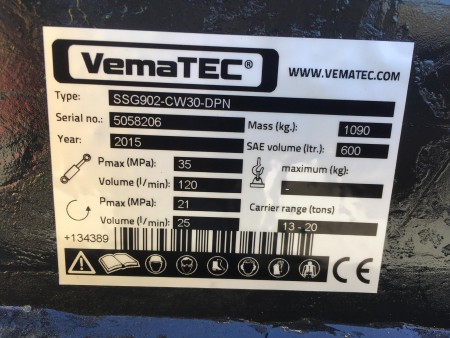 VemaTEC®
WWW.VEMATEC.COM
Type: SSG902-CW30-DPN
Serial no.: 5058206 Mass (kg.): 1090
Year: 2015 SAE volume (ltr.): 600
Pmax (MPa): 35 maximum (kg):
Volume (l/min): 120 -
Pmax (MPa): 21 Carrier range (tons)
Volume (l/min): 25 13 - 20
+134389
CE